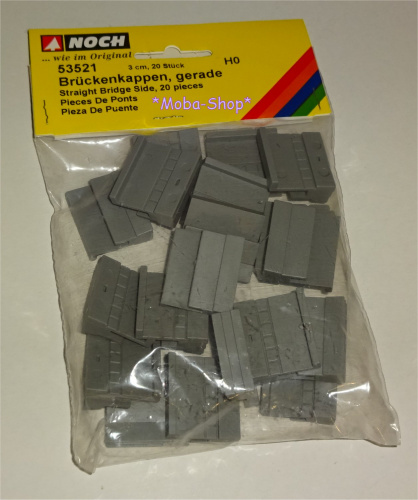 NOCH
... wie im Original
53521 3 cm, 20 Stück H0
Brückenkappen, gerade
Straight Bridge Side, 20 pieces
Pieces De Ponts
Pieza De Puente
*Moba-Shop*